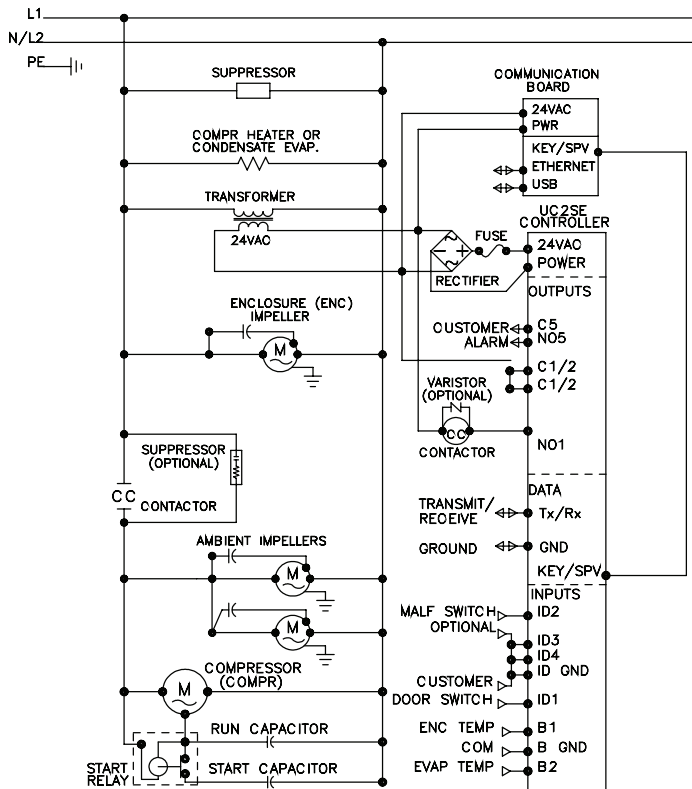 L1
N/L2
PE
SUPPRESSOR
COMPR HEATER OR
CONDENSATE EVAP.
TRANSFORMER
24VAC
COMMUNICATION
BOARD
24VAC
PWR
KEY/SPV
ETHERNET
USB
FUSE
RECTIFIER
UC2SE
CONTROLLER
24VAC
POWER
OUTPUTS
ENCLOSURE (ENC)
IMPELLER
M
CUSTOMER
ALARM
C5
NO5
C1/2
C1/2
VARISTOR
(OPTIONAL)
CC
CONTACTOR
NO1
SUPPRESSOR
(OPTIONAL)
CC
CONTACTOR
DATA
TRANSMIT/
RECEIVE
Tx/Rx
GROUND
GND
KEY/SPV
AMBIENT IMPELLERS
M
M
INPUTS
MALF SWITCH
ID2
OPTIONAL
ID3
ID4
ID GND
CUSTOMER
DOOR SWITCH
ID1
ENC TEMP
B1
COM
B GND
EVAP TEMP
B2
COMPRESSOR
(COMPR)
M
RUN CAPACITOR
START
RELAY
START CAPACITOR